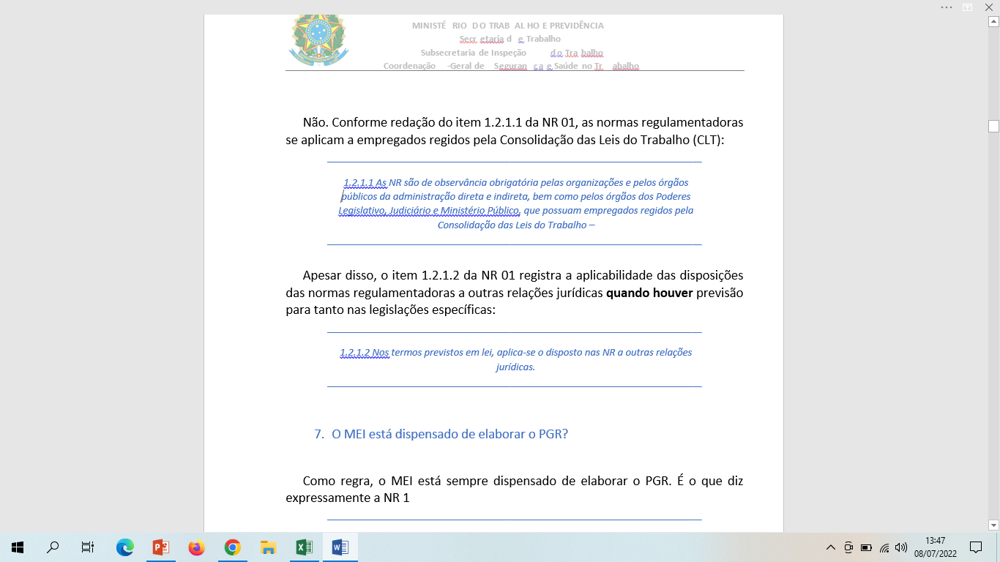 MINISTÉ RIO DO TRAB AL HO E PREVIDÊNCIA
Secr etaria d e Trabalho
Subsecretaria de Inspeção do Tra balho
Coordenação -Geral de Seguran ça e Saúde no Tr abalho
Não. Conforme redação do item 1.2.1.1 da NR 01, as normas regulamentadoras
se aplicam a empregados regidos pela Consolidação das Leis do Trabalho (CLT):
1.2.1.1 As NR são de observância obrigatória pelas organizações e pelos órgãos
públicos da administração direta e indireta, bem como pelos órgãos dos Poderes
Legislativo, Judiciário e Ministério Público, que possuam empregados regidos pela
Consolidação das Leis do Trabalho –
Apesar disso, o item 1.2.1.2 da NR 01 registra a aplicabilidade das disposições
das normas regulamentadoras a outras relações jurídicas quando houver previsão
para tanto nas legislações específicas:
1.2.1.2 Nos termos previstos em lei, aplica-se o disposto nas NR a outras relações
jurídicas.
7. O MEI está dispensado de elaborar o PGR?
Como regra, o MEI está sempre dispensado de elaborar o PGR. É o que diz
expressamente a NR 1
13:47
08/07/2022